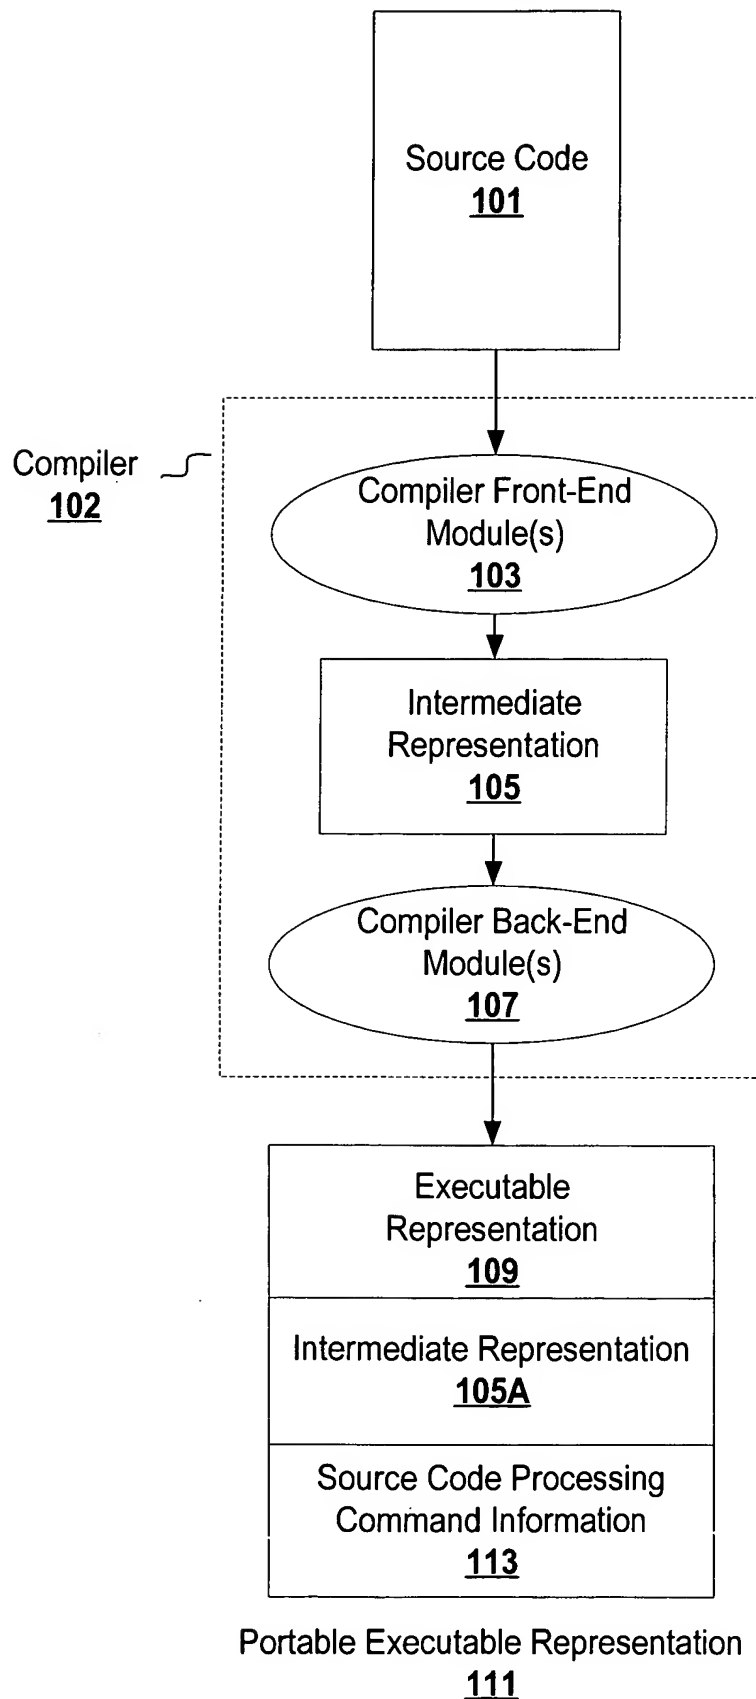 Source Code
101
Compiler
102
Compiler Front-End
Module(s)
103
Intermediate
Representation
105
Compiler Back-End
Module(s)
107
Executable
Representation
109
Intermediate Representation
105A
Source Code Processing
Command Information
113
Portable Executable Representation
111